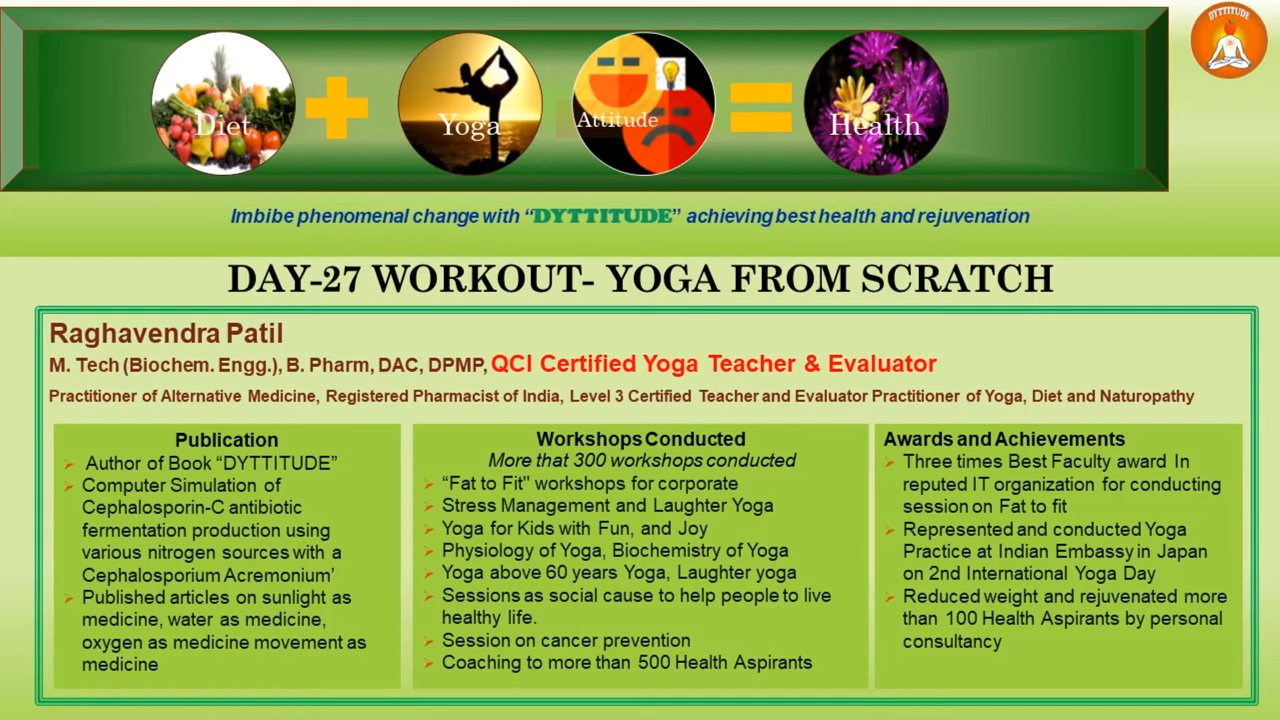 DYTTITUDE
Diet
Yoga
Attitude
Health
Imbibe phenomenal change with “DYTTITUDE” achieving best health and rejuvenation
DAY-27 WORKOUT- YOGA FROM SCRATCH
Raghavendra Patil
M. Tech (Biochem. Engg.), B. Pharm, DAC, DPMP, QCI Certified Yoga Teacher & Evaluator
Practitioner of Alternative Medicine, Registered Pharmacist of India, Level 3 Certified Teacher and Evaluator Practitioner of Yoga, Diet and Naturopathy
Publication
Author of Book “DYTTITUDE”
Computer Simulation of
Cephalosporin-C antibiotic
fermentation production using
various nitrogen sources with a
Cephalosporium Acremonium’
Published articles on sunlight as
medicine, water as medicine,
oxygen as medicine movement as
medicine
Workshops Conducted
More that 300 workshops conducted
“Fat to Fit" workshops for corporate
Stress Management and Laughter Yoga
Yoga for Kids with Fun, and Joy
Physiology of Yoga, Biochemistry of Yoga
Yoga above 60 years Yoga, Laughter yoga
Sessions as social cause to help people to live
healthy life.
Session on cancer prevention
Coaching to more than 500 Health Aspirants
Awards and Achievements
Three times Best Faculty award In
reputed IT organization for conducting
session on Fat to fit
Represented and conducted Yoga
Practice at Indian Embassy in Japan
on 2nd International Yoga Day
Reduced weight and rejuvenated more
than 100 Health Aspirants by personal
consultancy